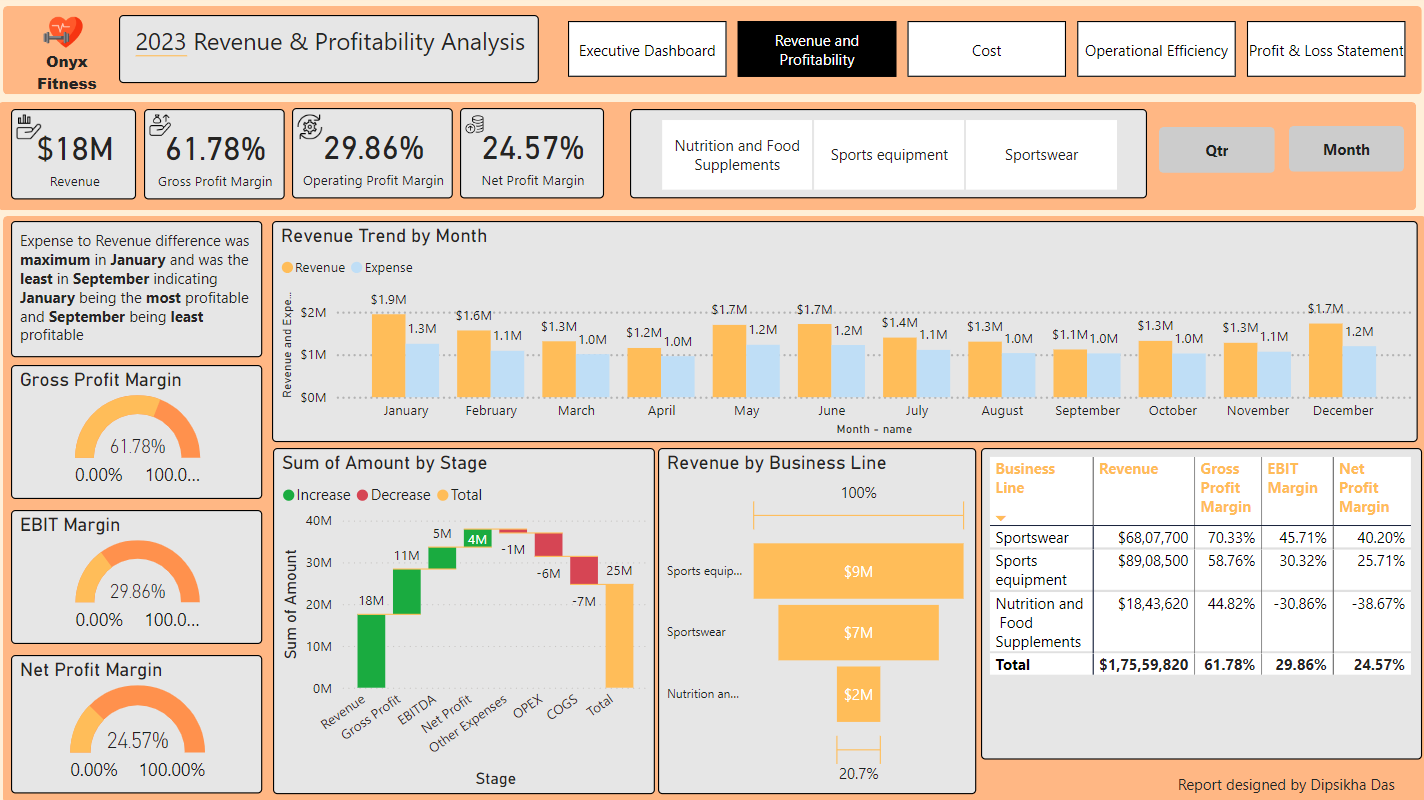 Onyx
Fitness
2023 Revenue & Profitability Analysis
Executive Dashboard
Revenue and
Profitability
Cost
Operational Efficiency
Profit & Loss Statement
$18M
Revenue
61.78%
Gross Profit Margin
29.86%
Operating Profit Margin
24.57%
Net Profit Margin
Nutrition and Food
Supplements
Sports equipment
Sportswear
Qtr
Month
Expense to Revenue difference was
maximum in January and was the
least in September indicating
January being the most profitable
and September being least
profitable
Gross Profit Margin
61.78%
0.00% 100.0...
EBIT Margin
29.86%
0.00% 100.0...
Net Profit Margin
24.57%
0.00% 100.00%
Revenue Trend by Month
Revenue Expense
Revenue and Expe...
$2M
$1M
$0M
$1.9M 1.3M
$1.6M 1.1M
$1.3M 1.0M
$1.2M 1.0M
$1.7M 1.2M
$1.7M 1.2M
$1.4M 1.1M
$1.3M 1.0M
$1.1M 1.0M
$1.3M 1.0M
$1.3M 1.1M
$1.7M 1.2M
January February March April May June July August September October November December
Month - name
Sum of Amount by Stage
Increase Decrease Total
Sum of Amount
40M
30M
20M
10M
0M
18M
11M
5M
4M
-1M
-6M
-7M
25M
Revenue
Gross Profit
EBITDA
Net Profit
Other Expenses
OPEX
COGS
Total
Stage
Revenue by Business Line
100%
Sports equip... $9M
Sportswear $7M
Nutrition an... $2M
20.7%
Business
Line
Revenue
Gross
Profit
Margin
EBIT
Margin
Net
Profit
Margin
Sportswear $68,07,700 70.33% 45.71% 40.20%
Sports
equipment
$89,08,500 58.76% 30.32% 25.71%
Nutrition and
Food
Supplements
$18,43,620 44.82% -30.86% -38.67%
Total $1,75,59,820 61.78% 29.86% 24.57%
Report designed by Dipsikha Das